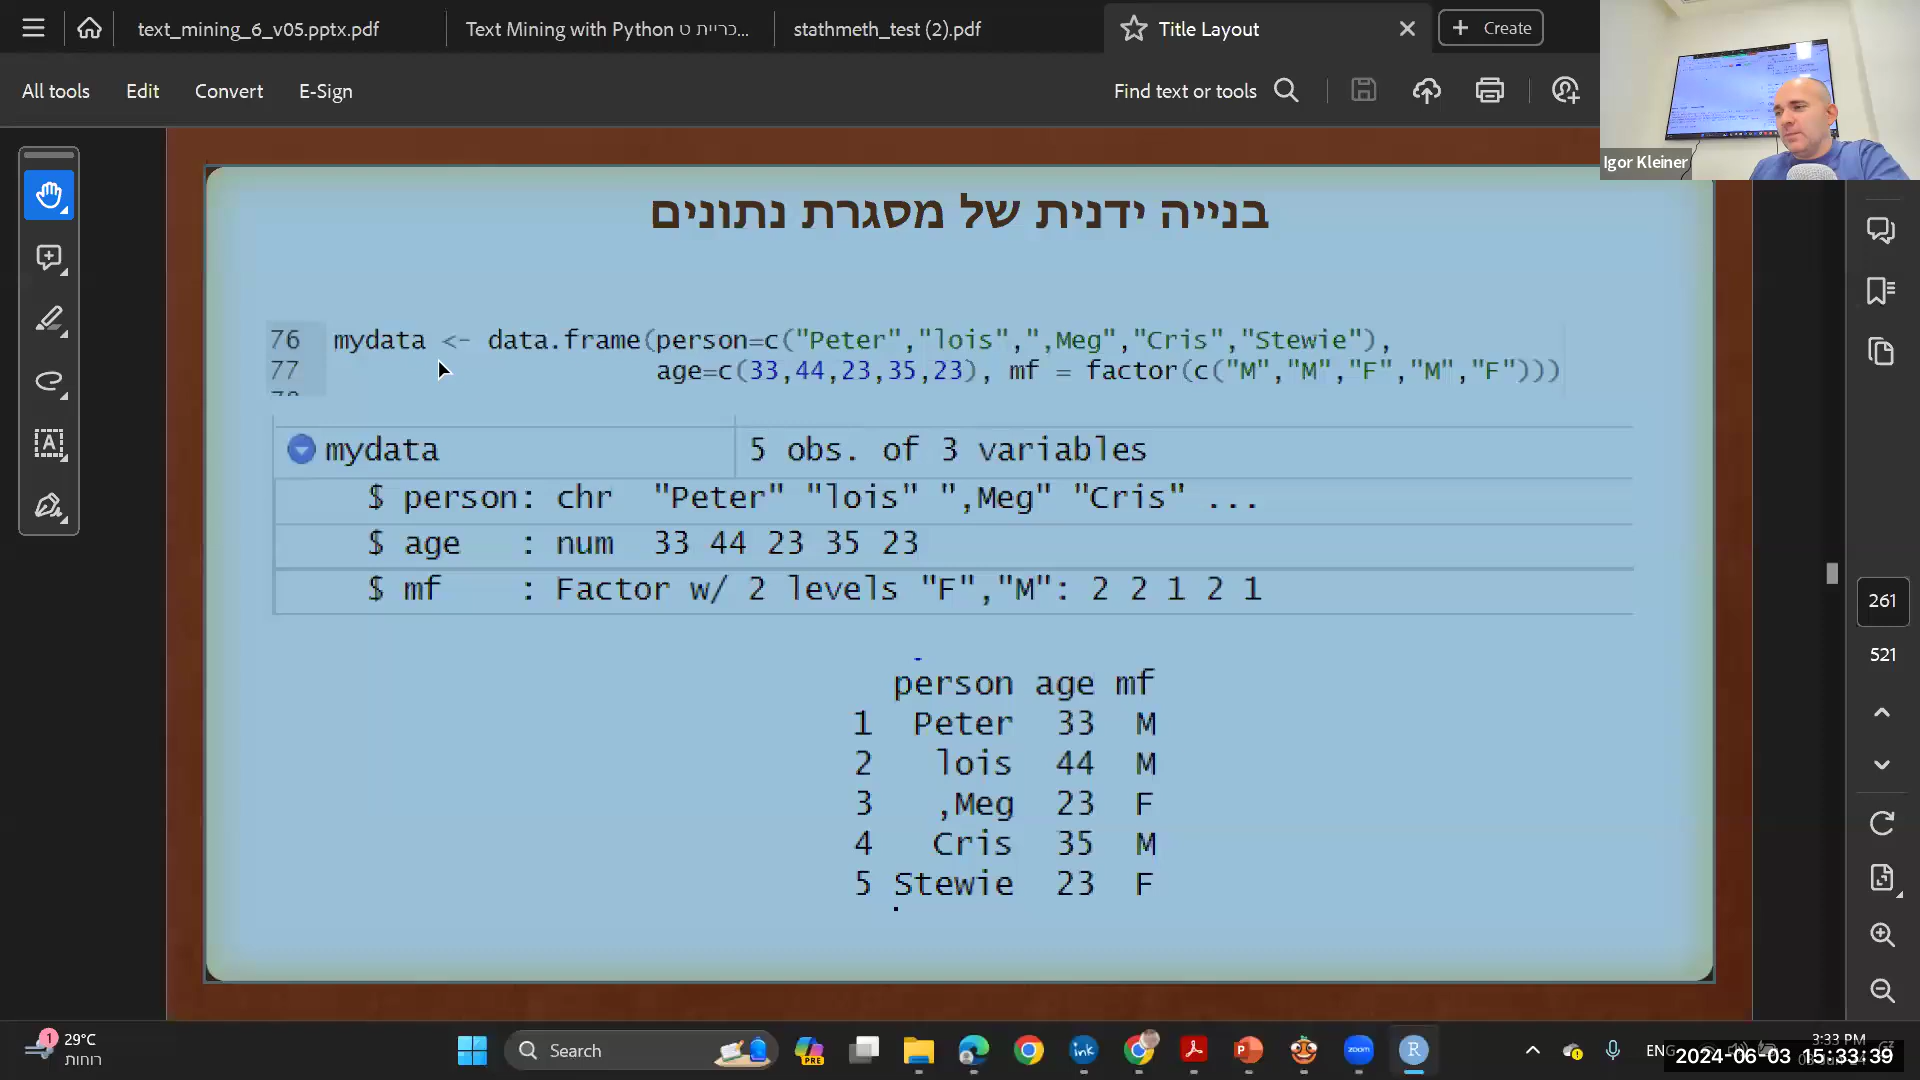 text_mining_6_v05.pptx.pdf
Text Mining with Python כריית ט...
stathmeth_test (2).pdf
Title Layout
Create
All tools
Edit
Convert
E-Sign
Find text or tools
Igor Kleiner
בנייה ידנית של מסגרת נתונים
76 mydata <- data.frame(person=c("Peter","lois",",Meg","Cris","Stewie"),
77 age=c(33,44,23,35,23), mf = factor(c("M","M","F","M","F")))
mydata 5 obs. of 3 variables
$ person: chr "Peter" "lois" ",Meg" "Cris" ...
$ age : num 33 44 23 35 23
$ mf : Factor w/ 2 levels "F","M": 2 2 1 2 1
person age mf
1 Peter 33 M
2 lois 44 M
3 ,Meg 23 F
4 Cris 35 M
5 Stewie 23 F
261
521
1
29°C
רוחות
Search
PRE
ink
zoom
R
ENG
3:33 PM
2024-06-03 15:33:39